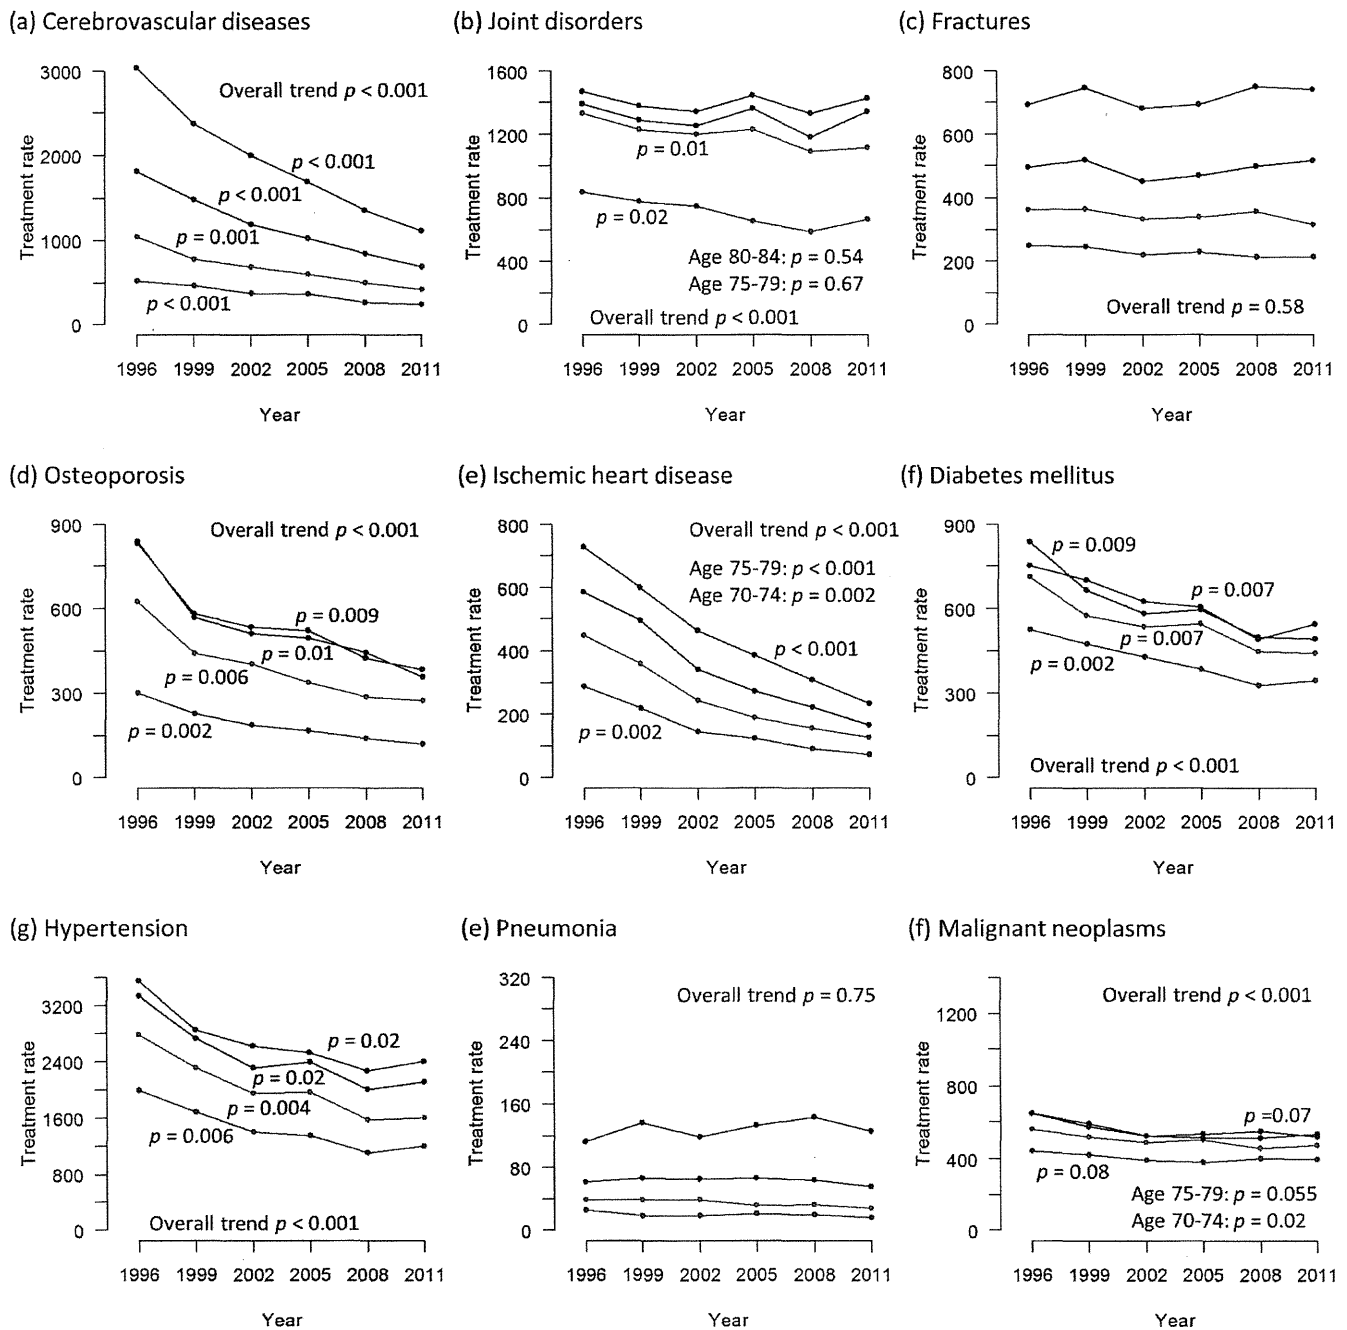 (a) Cerebrovascular diseases
Treatment rate
3000
2000
1000
0
Overall trend p < 0.001
p < 0.001
p < 0.001
p = 0.001
p < 0.001
1996 1999 2002 2005 2008 2011
Year
(b) Joint disorders
Treatment rate
1600
1200
800
400
0
p = 0.01
p = 0.02
Age 80-84: p = 0.54
Age 75-79: p = 0.67
Overall trend p < 0.001
1996 1999 2002 2005 2008 2011
Year
(c) Fractures
Treatment rate
800
600
400
200
0
Overall trend p = 0.58
1996 1999 2002 2005 2008 2011
Year
(d) Osteoporosis
Treatment rate
900
600
300
0
Overall trend p < 0.001
p = 0.009
p = 0.01
p = 0.006
p = 0.002
1996 1999 2002 2005 2008 2011
Year
(e) Ischemic heart disease
Treatment rate
800
600
400
200
0
Overall trend p < 0.001
Age 75-79: p < 0.001
Age 70-74: p = 0.002
p < 0.001
p = 0.002
1996 1999 2002 2005 2008 2011
Year
(f) Diabetes mellitus
Treatment rate
900
600
300
0
p = 0.009
p = 0.007
p = 0.007
p = 0.002
Overall trend p < 0.001
1996 1999 2002 2005 2008 2011
Year
(g) Hypertension
Treatment rate
3200
2400
1600
800
0
p = 0.02
p = 0.02
p = 0.004
p = 0.006
Overall trend p < 0.001
1996 1999 2002 2005 2008 2011
Year
(e) Pneumonia
Treatment rate
320
240
160
80
0
Overall trend p = 0.75
1996 1999 2002 2005 2008 2011
Year
(f) Malignant neoplasms
Treatment rate
1200
800
400
0
Overall trend p < 0.001
p =0.07
p = 0.08
Age 75-79: p = 0.055
Age 70-74: p = 0.02
1996 1999 2002 2005 2008 2011
Year